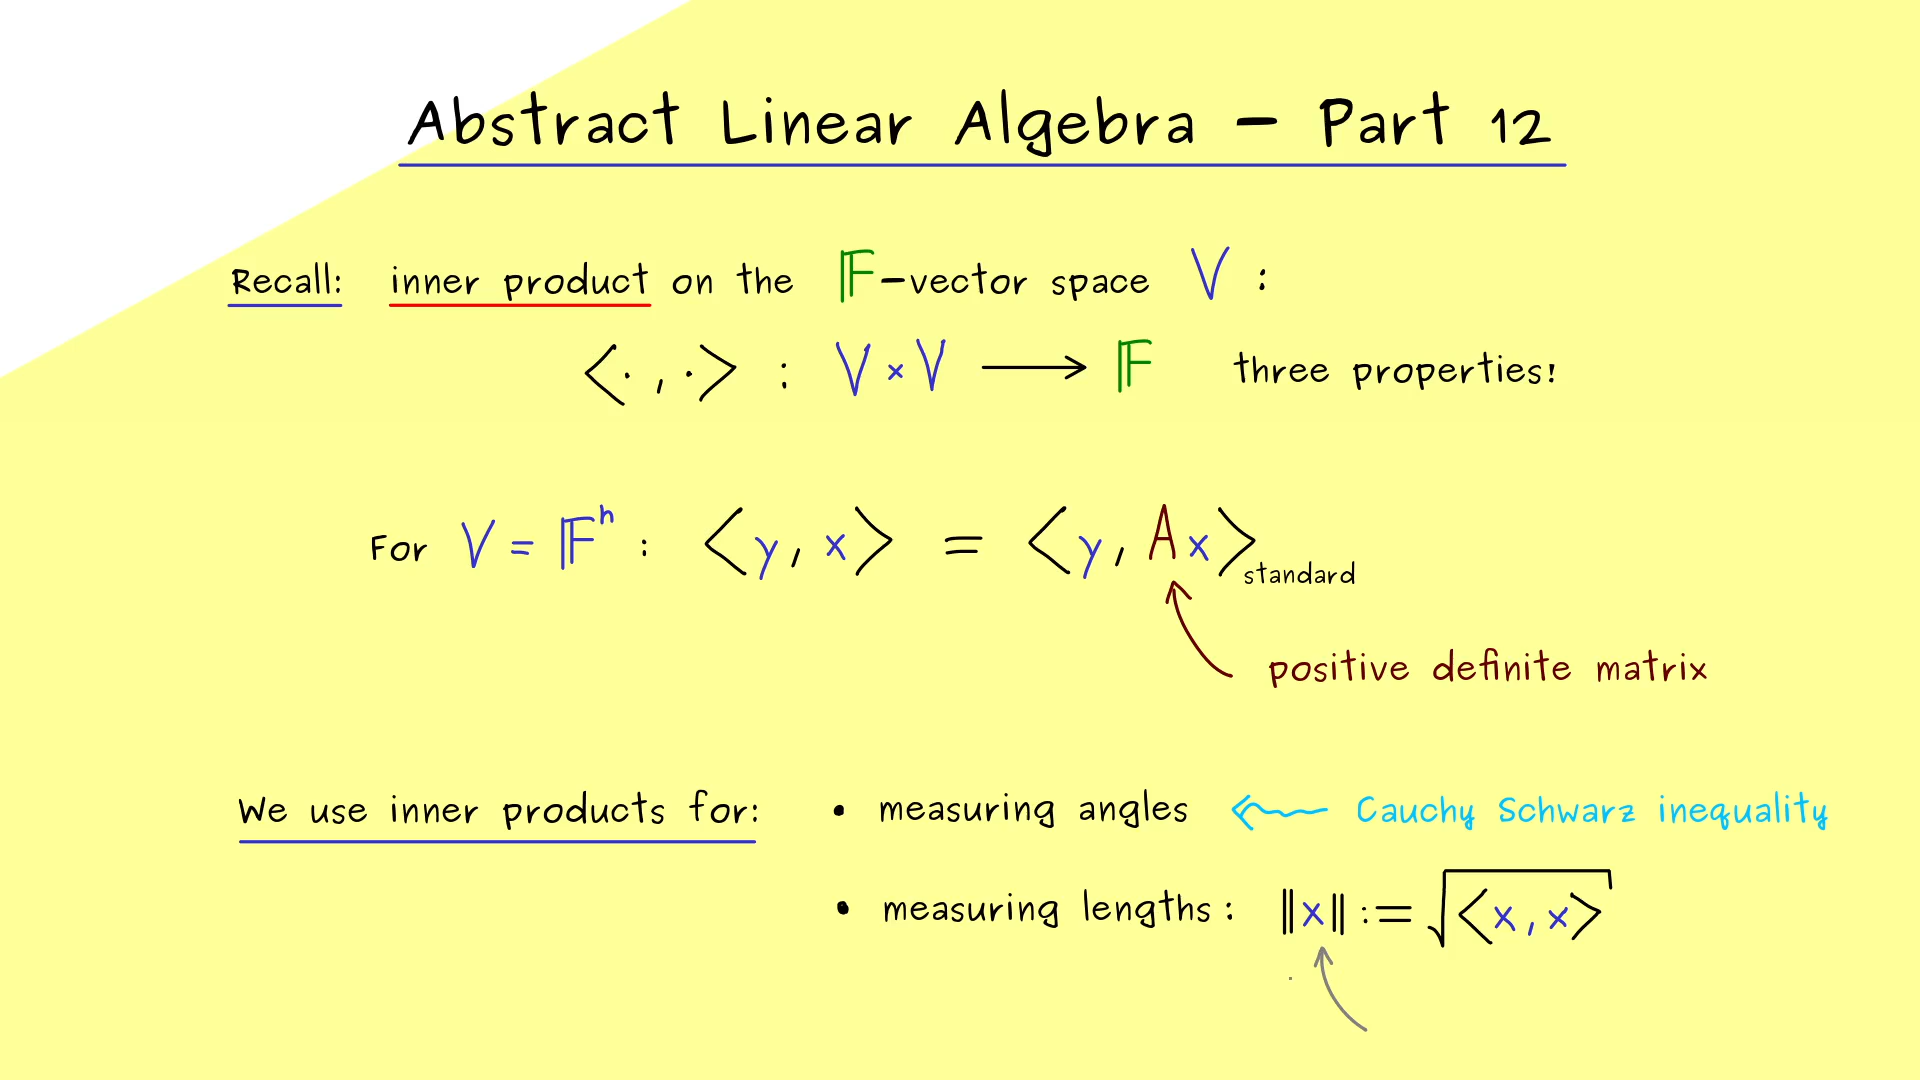 Abstract Linear Algebra – Part 12
Recall: inner product on the 𝔽-vector space V :
<· , ·> : V × V ⟶ 𝔽 three properties!
For V = 𝔽ⁿ : <y, x> = <y, A x>standard
positive definite matrix
We use inner products for: • measuring angles ← Cauchy Schwarz inequality
• measuring lengths : ‖x‖ := √<x, x>